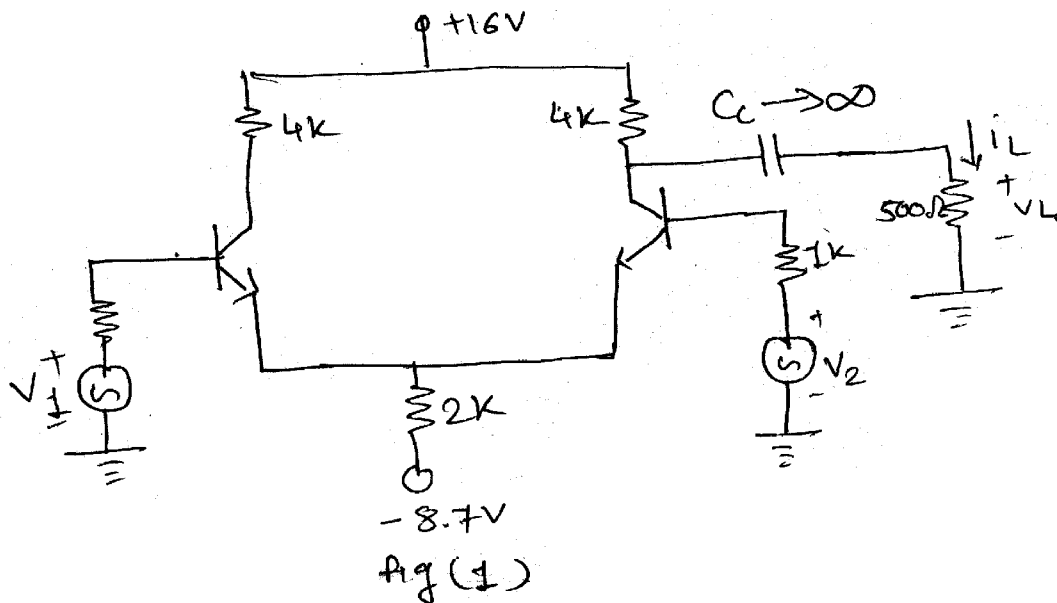 +16V
4K
4K
Cc → ∞
iL
+
500Ω
VL
-
1K
+
V1
+
V2
-
2K
- 8.7V
fig (1)